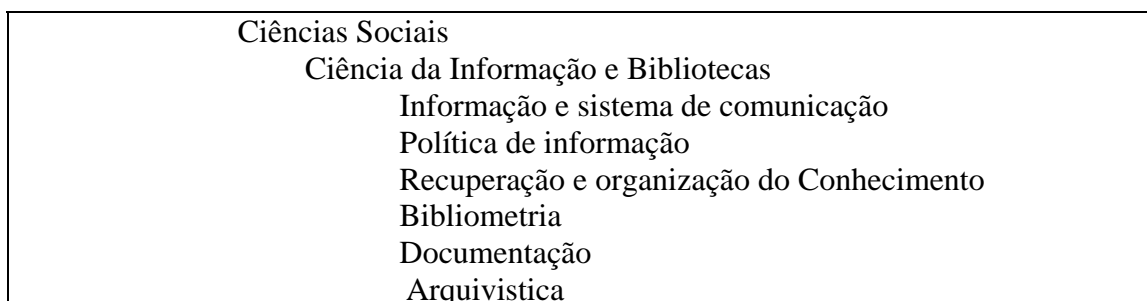 Ciências Sociais
Ciência da Informação e Bibliotecas
Informação e sistema de comunicação
Política de informação
Recuperação e organização do Conhecimento
Bibliometria
Documentação
Arquivistica